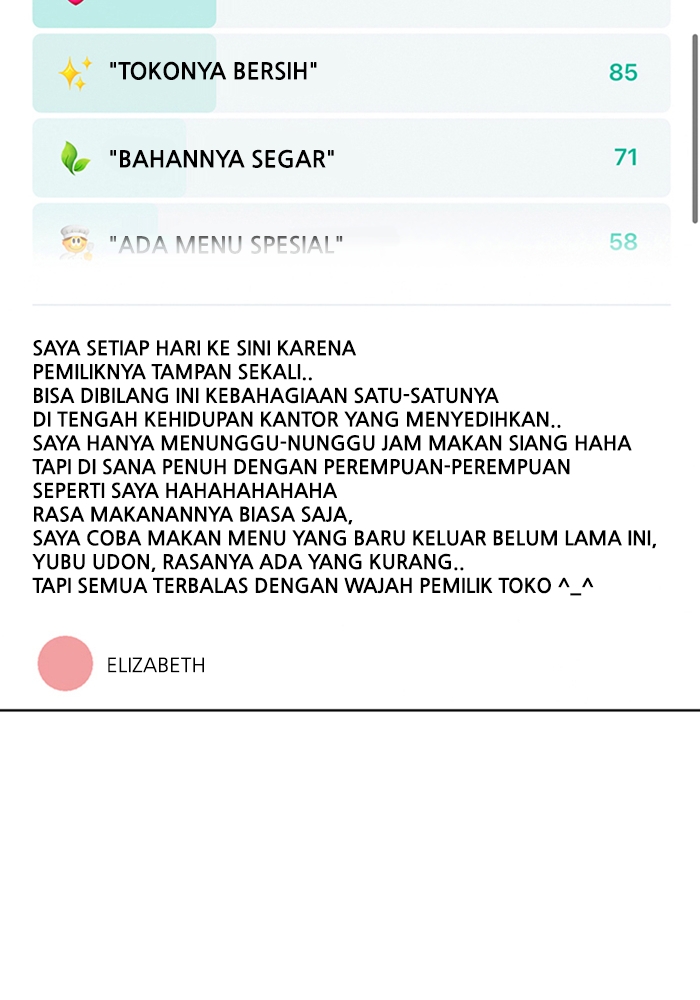 "TOKONYA BERSIH" 85
"BAHANNYA SEGAR" 71
"ADA MENU SPESIAL" 58
SAYA SETIAP HARI KE SINI KARENA
PEMILIKNYA TAMPAN SEKALI..
BISA DIBILANG INI KEBAHAGIAAN SATU-SATUNYA
DI TENGAH KEHIDUPAN KANTOR YANG MENYEDIHKAN..
SAYA HANYA MENUNGGU-NUNGGU JAM MAKAN SIANG HAHA
TAPI DI SANA PENUH DENGAN PEREMPUAN-PEREMPUAN
SEPERTI SAYA HAHAHAHAHAHA
RASA MAKANANNYA BIASA SAJA,
SAYA COBA MAKAN MENU YANG BARU KELUAR BELUM LAMA INI,
YUBU UDON, RASANYA ADA YANG KURANG..
TAPI SEMUA TERBALAS DENGAN WAJAH PEMILIK TOKO ^_^
ELIZABETH